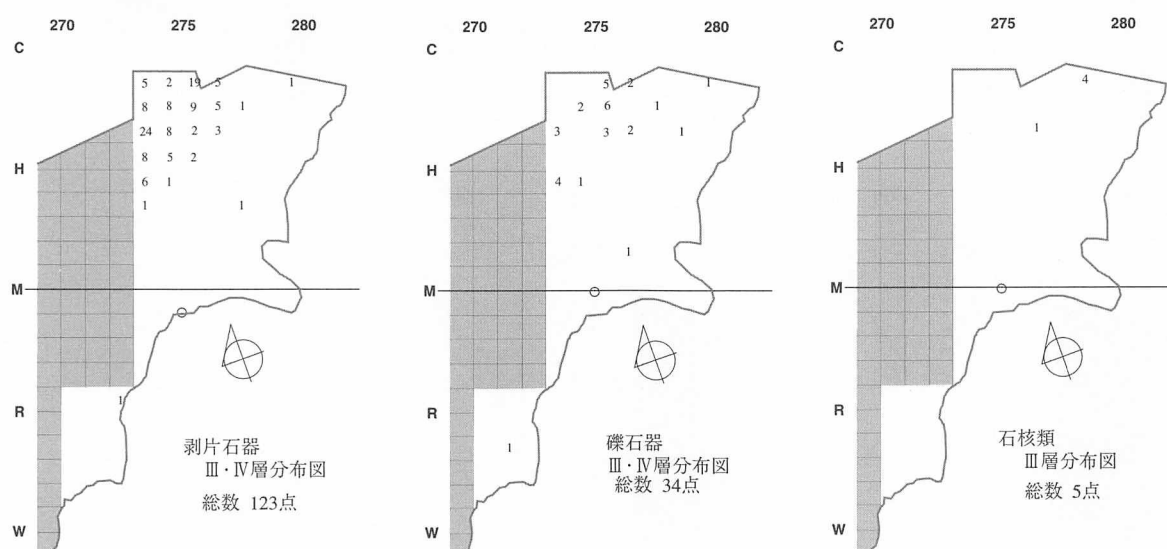 270 275 280
C
5 2 19 5 1
8 8 9 5 1
24 8 2 3
8 5 2
H
6 1
1 1
M
R
1
剥片石器
Ⅲ・Ⅳ層分布図
総数 123点
W
270 275 280
C
5 2 1
2 6 1
3 3 2 1
H
4 1
1
M
R
1
礫石器
Ⅲ・Ⅳ層分布図
総数 34点
W
270 275 280
C
4
1
H
M
R
石核類
Ⅲ層分布図
総数 5点
W